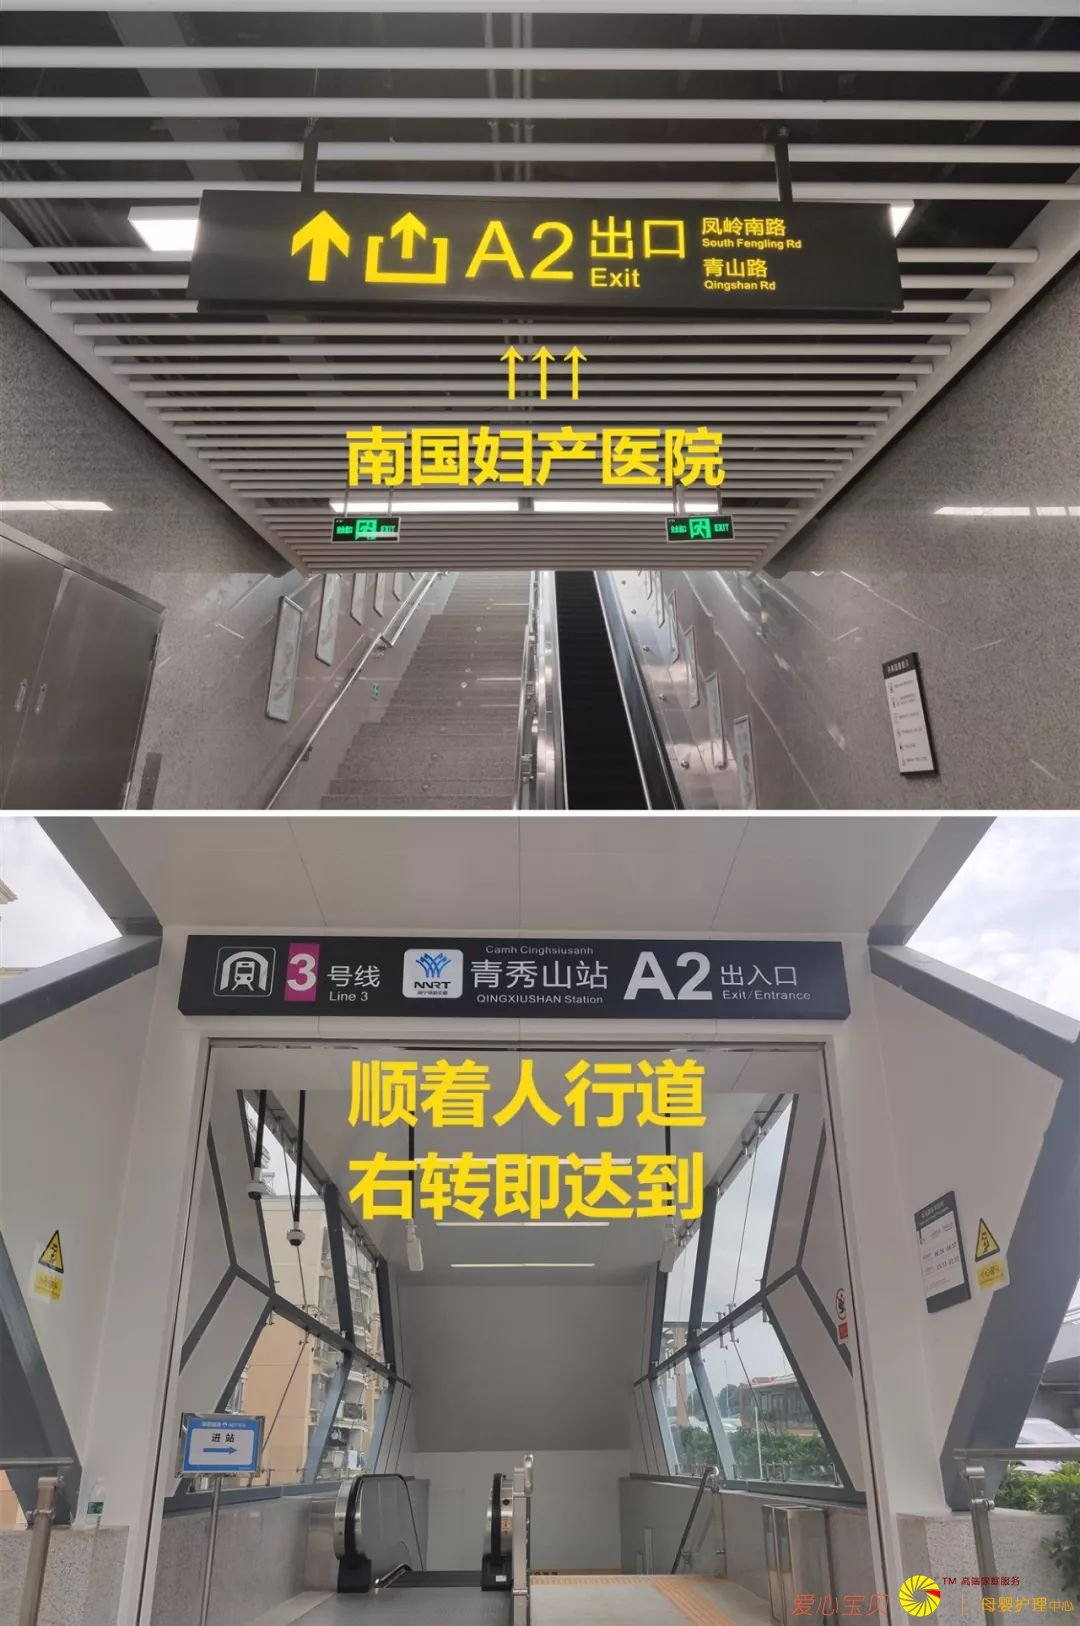 A2 出口 凤岭南路
South Fengling Rd
Exit 青山路
Qingshan Rd
↑↑↑
南国妇产医院
EXIT
EXIT
3号线
Line 3
NNRT
Camh Cinghsiusanh
青秀山站
QINGXIUSHAN Station
A2 出入口
Exit/Entrance
顺着人行道
右转即达到
进站
爱心宝贝
TM 高端家庭服务
母婴护理中心